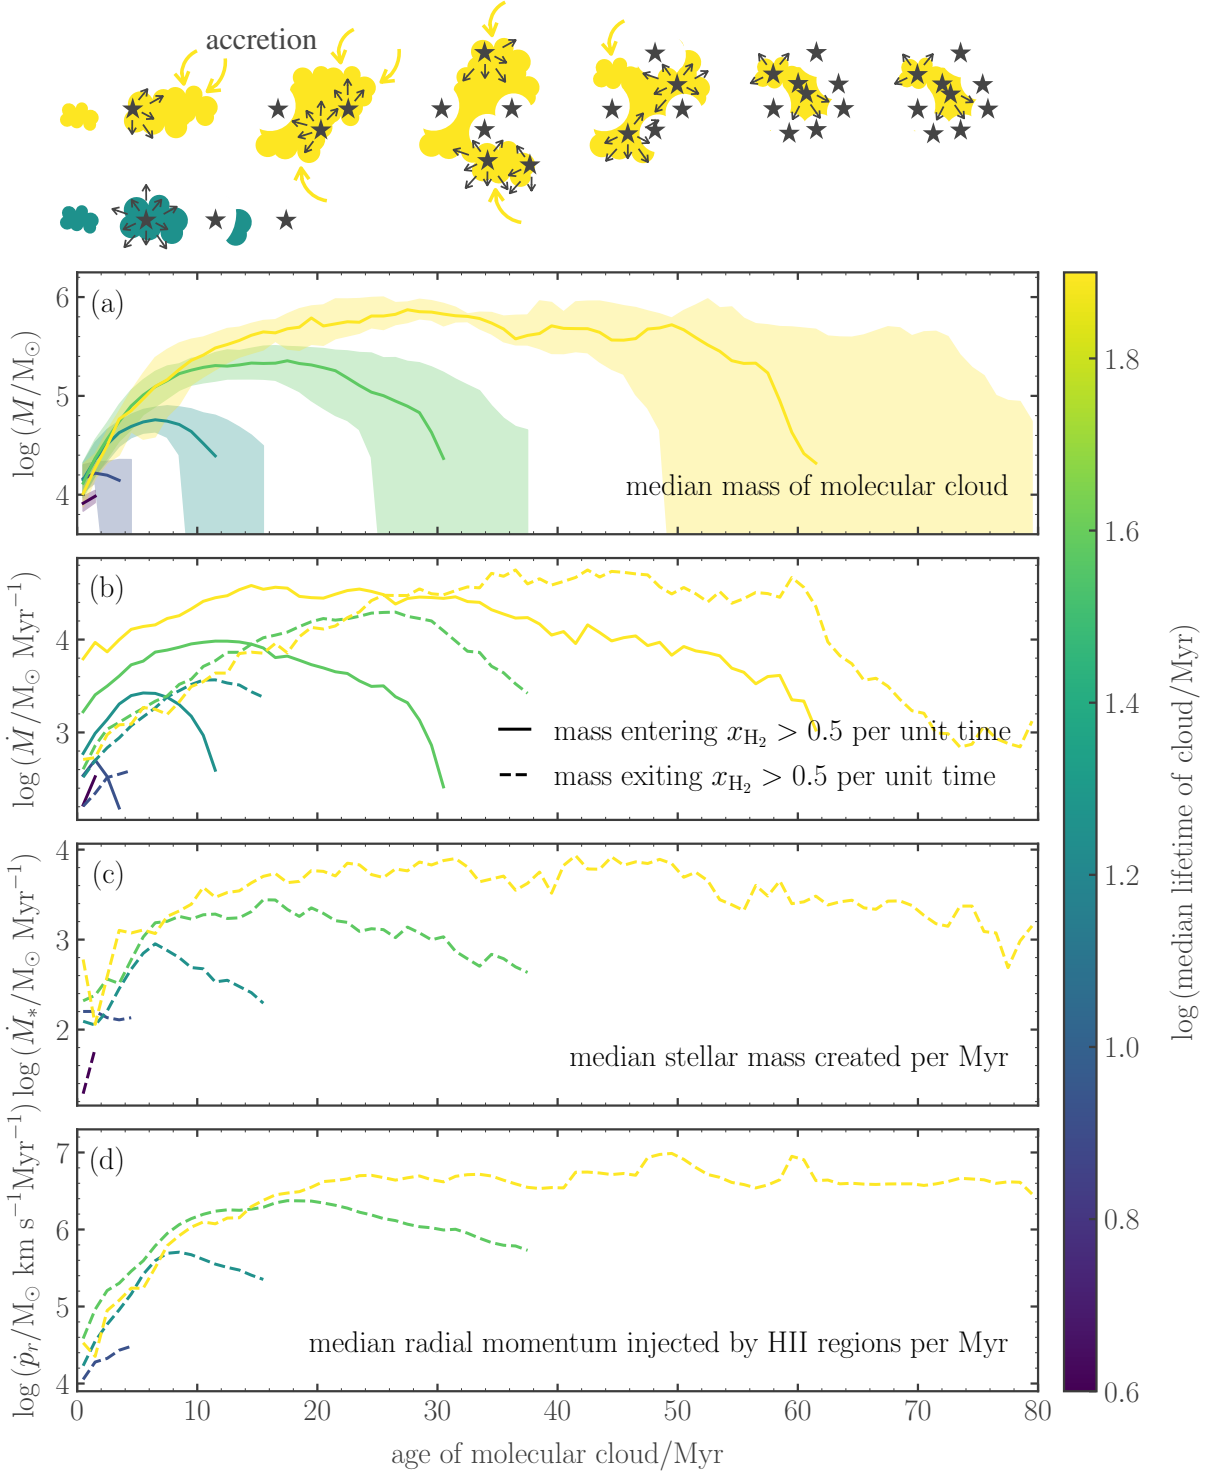 accretion
(a)
6
5
4
log (M/M⊙)
median mass of molecular cloud
(b)
4
3
log (Ṁ/M⊙ Myr⁻¹)
mass entering x_H₂ > 0.5 per unit time
mass exiting x_H₂ > 0.5 per unit time
(c)
4
3
2
log (Ṁ*/M⊙ Myr⁻¹)
median stellar mass created per Myr
(d)
7
6
5
4
log (ṗ_r/M⊙ km s⁻¹Myr⁻¹)
median radial momentum injected by HII regions per Myr
0 10 20 30 40 50 60 70 80
age of molecular cloud/Myr
1.8
1.6
1.4
1.2
1.0
0.8
0.6
log (median lifetime of cloud/Myr)